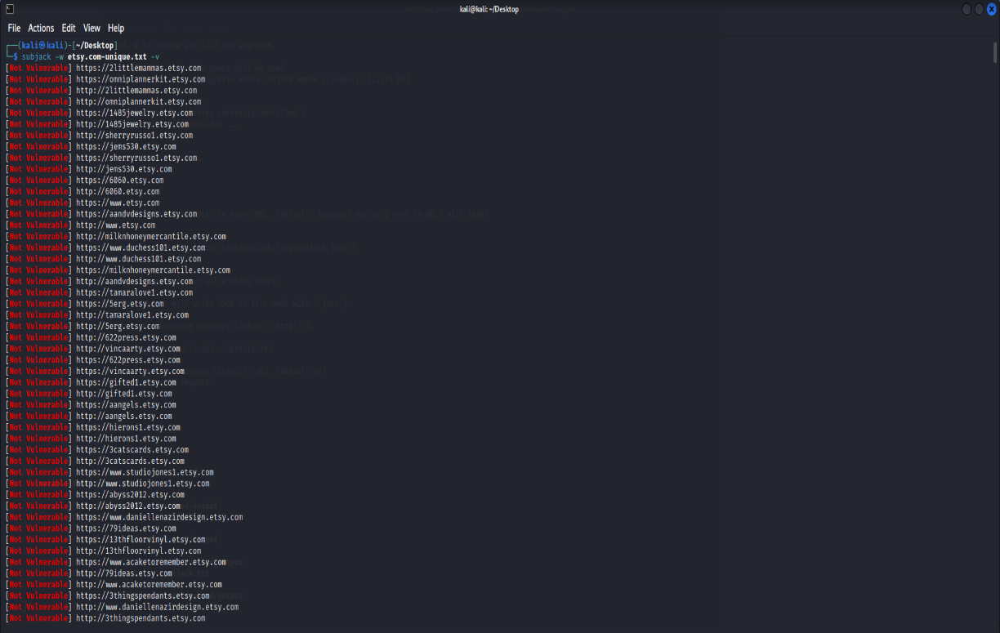 kali@kali: ~/Desktop
File Actions Edit View Help
┌──(kali㉿kali)-[~/Desktop]
└─$ subjack -w etsy.com-unique.txt -v
[Not Vulnerable] https://2littlemammas.etsy.com
[Not Vulnerable] https://omniplannerkit.etsy.com
[Not Vulnerable] http://2littlemammas.etsy.com
[Not Vulnerable] http://omniplannerkit.etsy.com
[Not Vulnerable] https://1485jewelry.etsy.com
[Not Vulnerable] http://1485jewelry.etsy.com
[Not Vulnerable] http://sherryrusso1.etsy.com
[Not Vulnerable] https://jems530.etsy.com
[Not Vulnerable] https://sherryrusso1.etsy.com
[Not Vulnerable] http://jems530.etsy.com
[Not Vulnerable] https://6060.etsy.com
[Not Vulnerable] http://6060.etsy.com
[Not Vulnerable] https://www.etsy.com
[Not Vulnerable] https://aandvdesigns.etsy.com
[Not Vulnerable] http://www.etsy.com
[Not Vulnerable] http://milknhoneymercantile.etsy.com
[Not Vulnerable] https://www.duchess101.etsy.com
[Not Vulnerable] http://www.duchess101.etsy.com
[Not Vulnerable] https://milknhoneymercantile.etsy.com
[Not Vulnerable] http://aandvdesigns.etsy.com
[Not Vulnerable] https://tamaralove1.etsy.com
[Not Vulnerable] https://5erg.etsy.com
[Not Vulnerable] http://tamaralove1.etsy.com
[Not Vulnerable] http://5erg.etsy.com
[Not Vulnerable] http://622press.etsy.com
[Not Vulnerable] http://vincaarty.etsy.com
[Not Vulnerable] https://622press.etsy.com
[Not Vulnerable] https://vincaarty.etsy.com
[Not Vulnerable] https://gifted1.etsy.com
[Not Vulnerable] http://gifted1.etsy.com
[Not Vulnerable] https://aangels.etsy.com
[Not Vulnerable] http://aangels.etsy.com
[Not Vulnerable] https://hierons1.etsy.com
[Not Vulnerable] http://hierons1.etsy.com
[Not Vulnerable] https://3catscards.etsy.com
[Not Vulnerable] http://3catscards.etsy.com
[Not Vulnerable] https://www.studiojones1.etsy.com
[Not Vulnerable] http://www.studiojones1.etsy.com
[Not Vulnerable] https://abyss2012.etsy.com
[Not Vulnerable] http://abyss2012.etsy.com
[Not Vulnerable] https://www.daniellenazirdesign.etsy.com
[Not Vulnerable] https://79ideas.etsy.com
[Not Vulnerable] https://13thfloorvinyl.etsy.com
[Not Vulnerable] http://13thfloorvinyl.etsy.com
[Not Vulnerable] https://www.acaketoremember.etsy.com
[Not Vulnerable] http://79ideas.etsy.com
[Not Vulnerable] http://www.acaketoremember.etsy.com
[Not Vulnerable] https://3thingspendants.etsy.com
[Not Vulnerable] http://www.daniellenazirdesign.etsy.com
[Not Vulnerable] http://3thingspendants.etsy.com